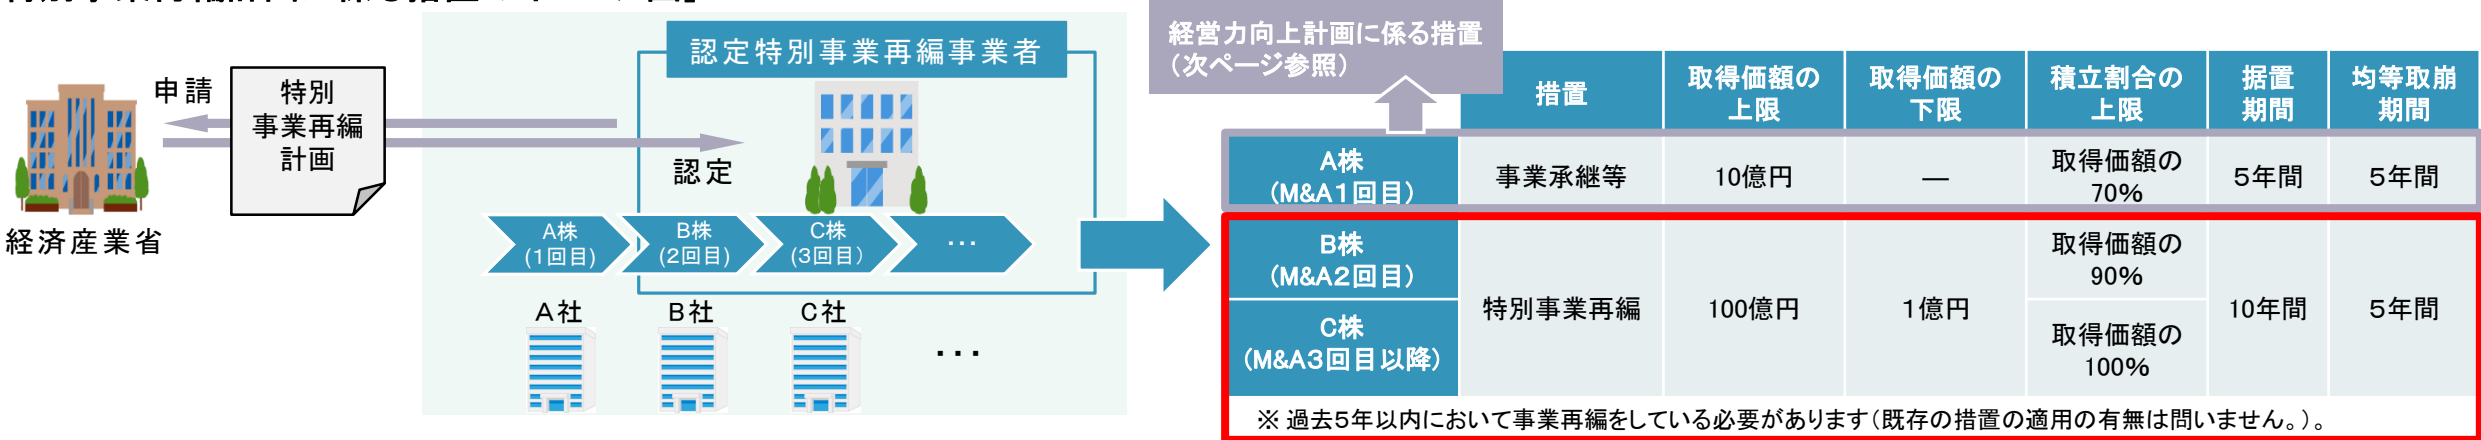 申請
特別
事業再編
計画
経済産業省
認定特別事業再編事業者
認定
A株
(1回目)
B株
(2回目)
C株
(3回目)
…
A社
B社
C社
…
経営力向上計画に係る措置
(次ページ参照)
措置
取得価額の
上限
取得価額の
下限
積立割合の
上限
据置
期間
均等取崩
期間
A株
(M&A1回目)
事業承継等
10億円
―
取得価額の
70%
5年間
5年間
B株
(M&A2回目)
C株
(M&A3回目以降)
特別事業再編
100億円
1億円
取得価額の
90%
取得価額の
100%
10年間
5年間
※ 過去5年以内において事業再編をしている必要があります(既存の措置の適用の有無は問いません。)。